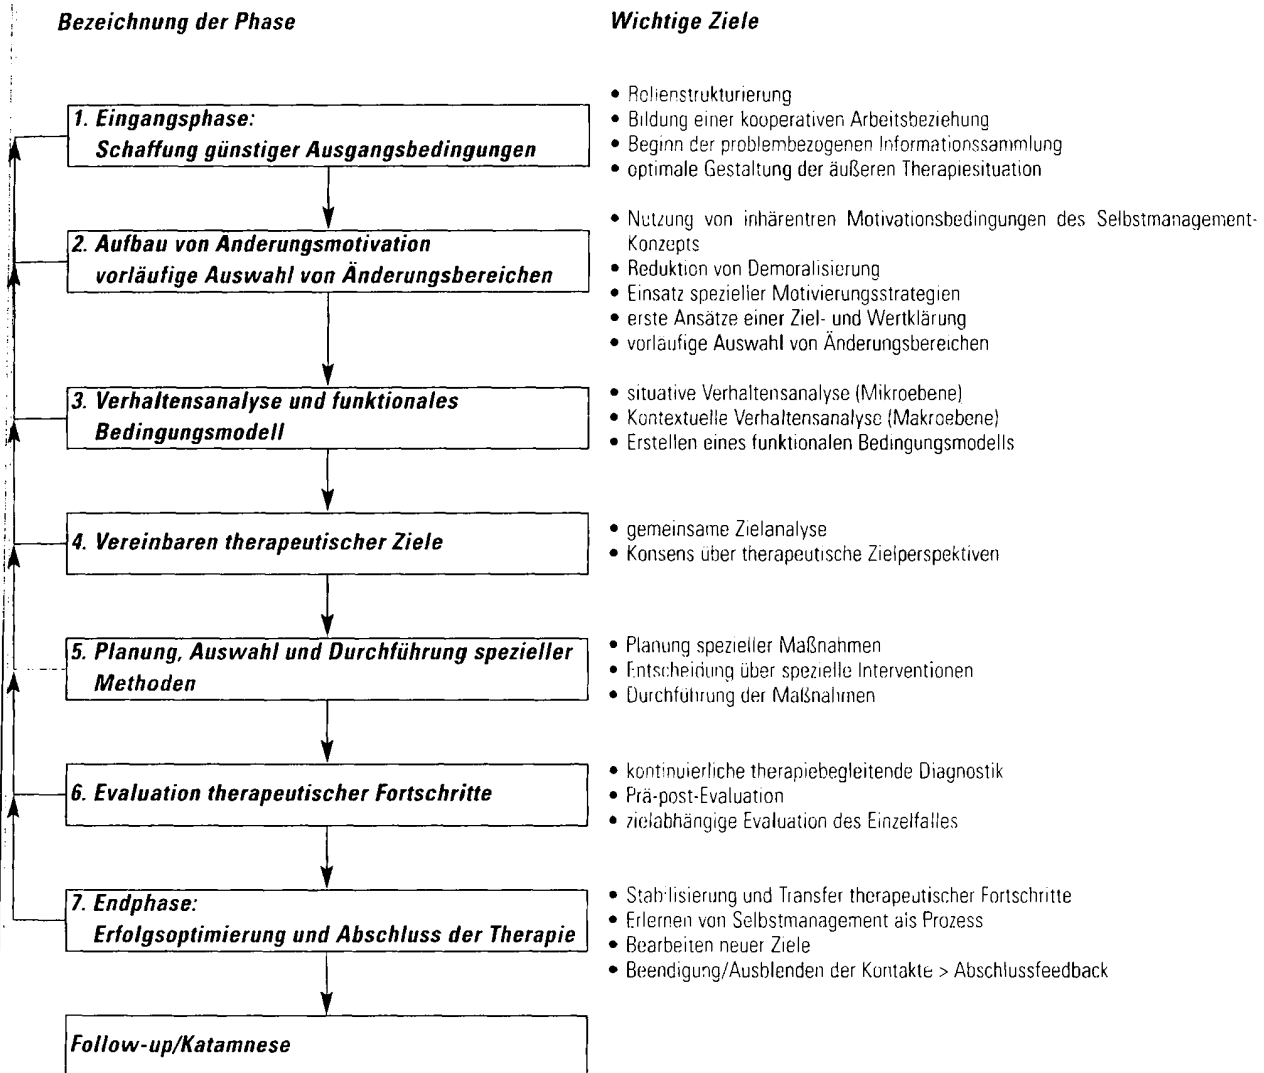 Bezeichnung der Phase
Wichtige Ziele
1. Eingangsphase:
Schaffung günstiger Ausgangsbedingungen
• Rollenstrukturierung
• Bildung einer kooperativen Arbeitsbeziehung
• Beginn der problembezogenen Informationssammlung
• optimale Gestaltung der äußeren Therapiesituation
2. Aufbau von Änderungsmotivation
vorläufige Auswahl von Änderungsbereichen
• Nutzung von inhärentren Motivationsbedingungen des Selbstmanagement-
Konzepts
• Reduktion von Demoralisierung
• Einsatz spezieller Motivierungsstrategien
• erste Ansätze einer Ziel- und Wertklärung
• vorläufige Auswahl von Änderungsbereichen
3. Verhaltensanalyse und funktionales
Bedingungsmodell
• situative Verhaltensanalyse (Mikroebene)
• Kontextuelle Verhaltensanalyse (Makroebene)
• Erstellen eines funktionalen Bedingungsmodells
4. Vereinbaren therapeutischer Ziele
• gemeinsame Zielanalyse
• Konsens über therapeutische Zielperspektiven
5. Planung, Auswahl und Durchführung spezieller
Methoden
• Planung spezieller Maßnahmen
• Entscheidung über spezielle Interventionen
• Durchführung der Maßnahmen
6. Evaluation therapeutischer Fortschritte
• kontinuierliche therapiebegleitende Diagnostik
• Prä-post-Evaluation
• zielabhängige Evaluation des Einzelfalles
7. Endphase:
Erfolgsoptimierung und Abschluss der Therapie
• Stabilisierung und Transfer therapeutischer Fortschritte
• Erlernen von Selbstmanagement als Prozess
• Bearbeiten neuer Ziele
• Beendigung/Ausblenden der Kontakte > Abschlussfeedback
Follow-up/Katamnese